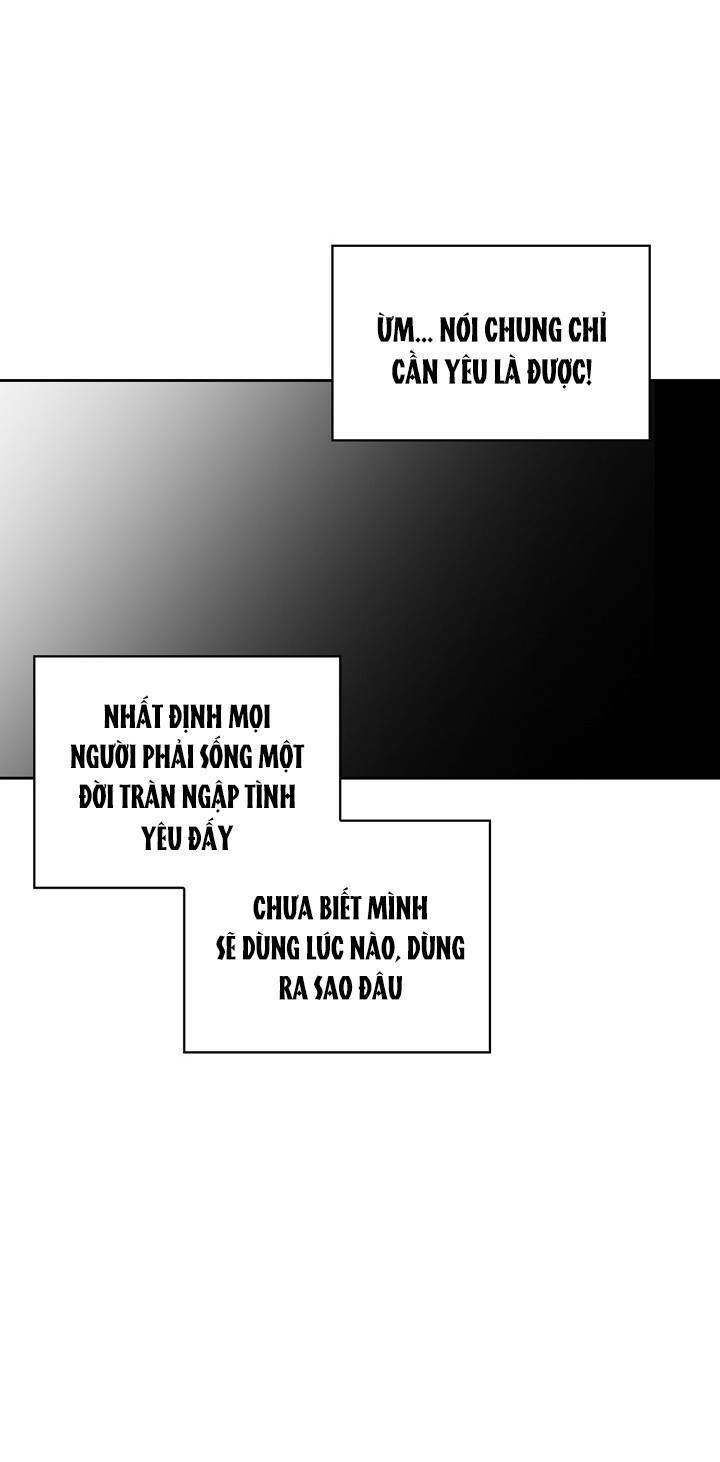 ỪM... NÓI CHUNG CHỈ
CẦN YÊU LÀ ĐƯỢC!
NHẤT ĐỊNH MỌI
NGƯỜI PHẢI SỐNG MỘT
ĐỜI TRÀN NGẬP TÌNH
YÊU ĐẤY
CHƯA BIẾT MÌNH
SẼ DÙNG LÚC NÀO, DÙNG
RA SAO ĐÂU